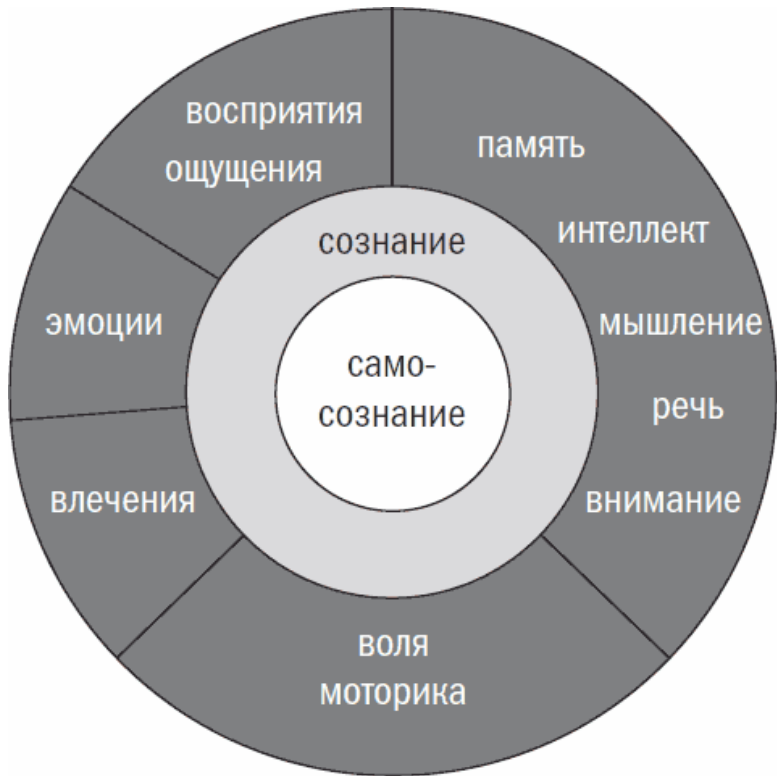 восприятия
ощущения
память
интеллект
мышление
речь
внимание
воля
моторика
влечения
эмоции
сознание
само-
сознание